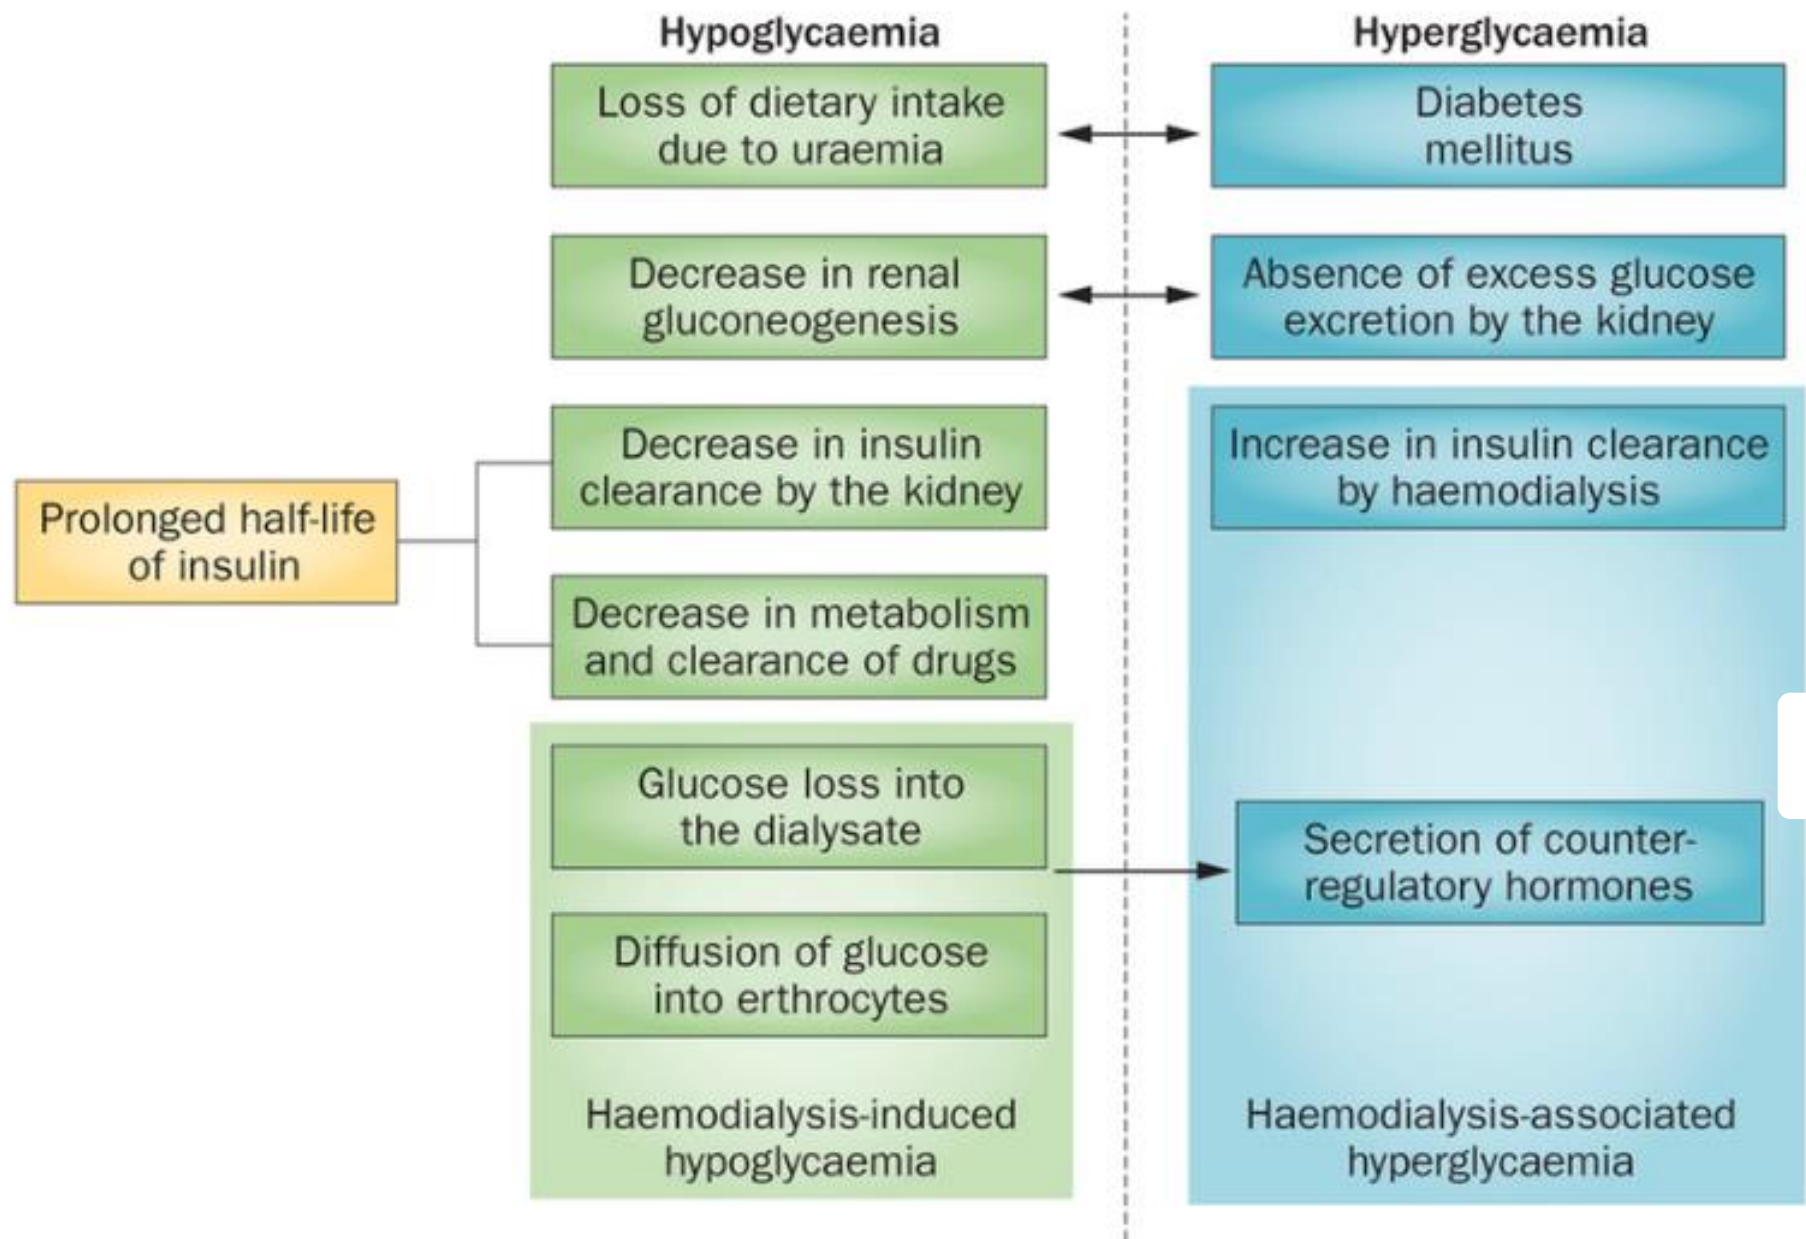 Hypoglycaemia
Hyperglycaemia
Loss of dietary intake
due to uraemia
Diabetes
mellitus
Decrease in renal
gluconeogenesis
Absence of excess glucose
excretion by the kidney
Prolonged half-life
of insulin
Decrease in insulin
clearance by the kidney
Increase in insulin clearance
by haemodialysis
Decrease in metabolism
and clearance of drugs
Glucose loss into
the dialysate
Secretion of counter-
regulatory hormones
Diffusion of glucose
into erthrocytes
Haemodialysis-induced
hypoglycaemia
Haemodialysis-associated
hyperglycaemia